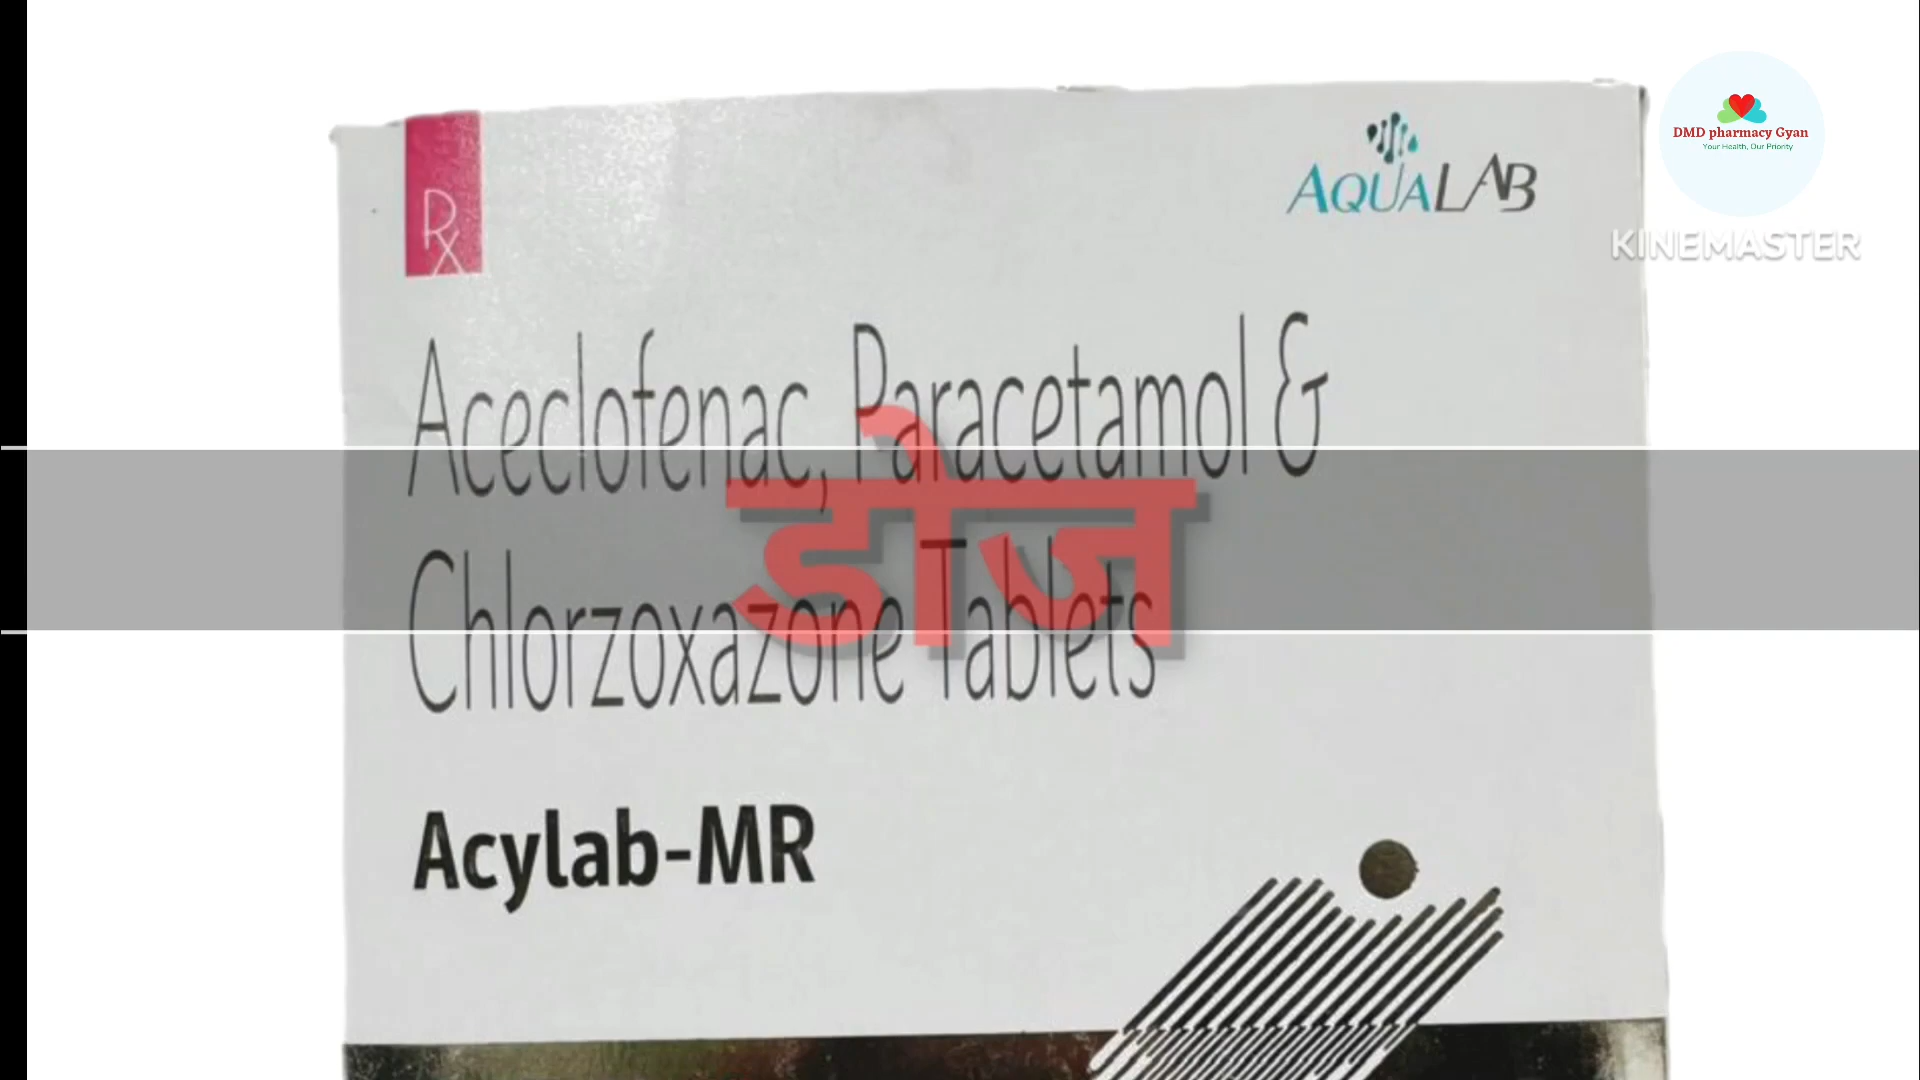 Rx
AQUALAB
DMD pharmacy Gyan
Your Health, Our Priority
KINEMASTER
Aceclofenac, Paracetamol &
डोज
Chlorzoxazone Tablets
Acylab-MR